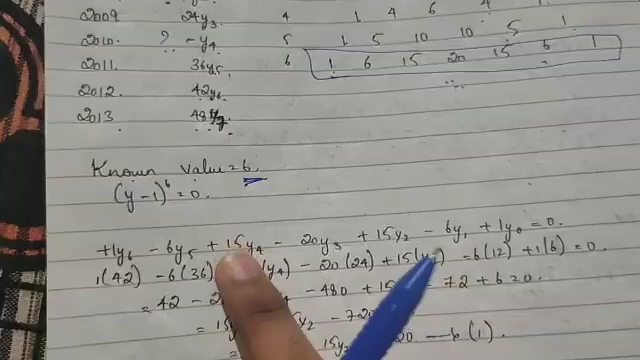 2009 24y₃ 4 1 4 6 4 1
2010. ? – y₄ 5 1 5 10 10 5 1
2011. 36y₅ 6 1 6 15 20 15 6 1
2012. 42y₆
2013 48y₇
Known value = 6.
(y – 1)⁶ = 0.
+1y₆ – 6y₅ + 15y₄ – 20y₃ + 15y₂ – 6y₁ + 1y₀ = 0.
1(42) – 6(36) (y₄) – 20(24) + 15(y₂) – 6(12) + 1(6) = 0.
= 42 – 2 – 480 + 15 – 72 + 6 = 0.
= 15y y₂ – 720
= 15y₂ 20 — (1).